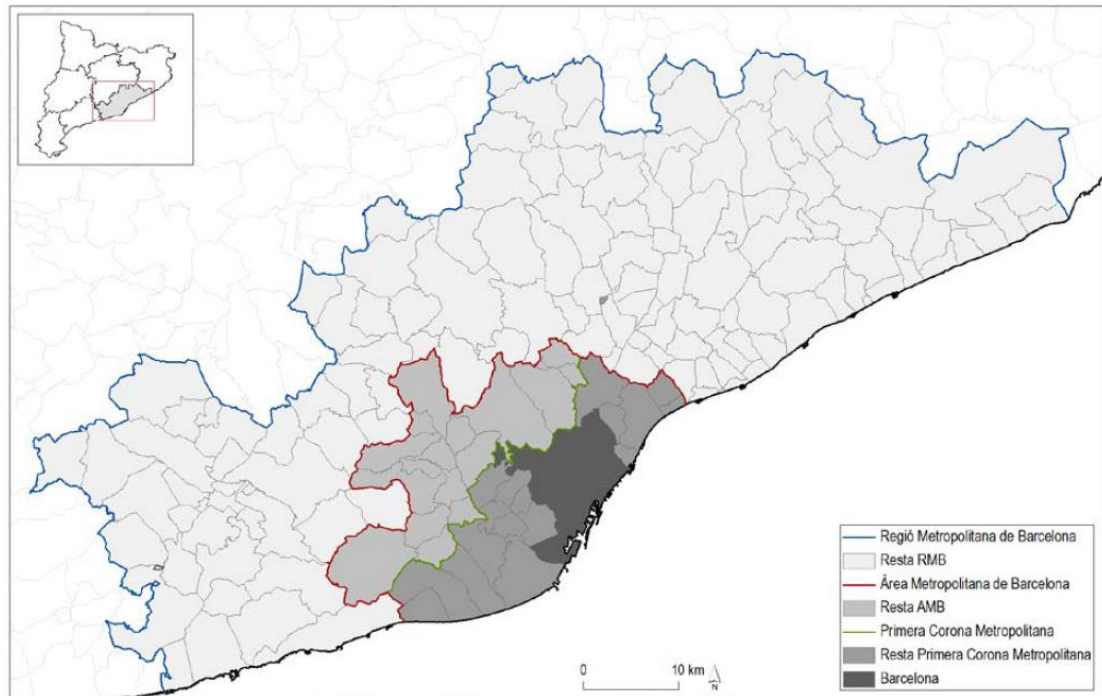 Regió Metropolitana de Barcelona
Resta RMB
Àrea Metropolitana de Barcelona
Resta AMB
Primera Corona Metropolitana
Resta Primera Corona Metropolitana
Barcelona
0 10 km
N